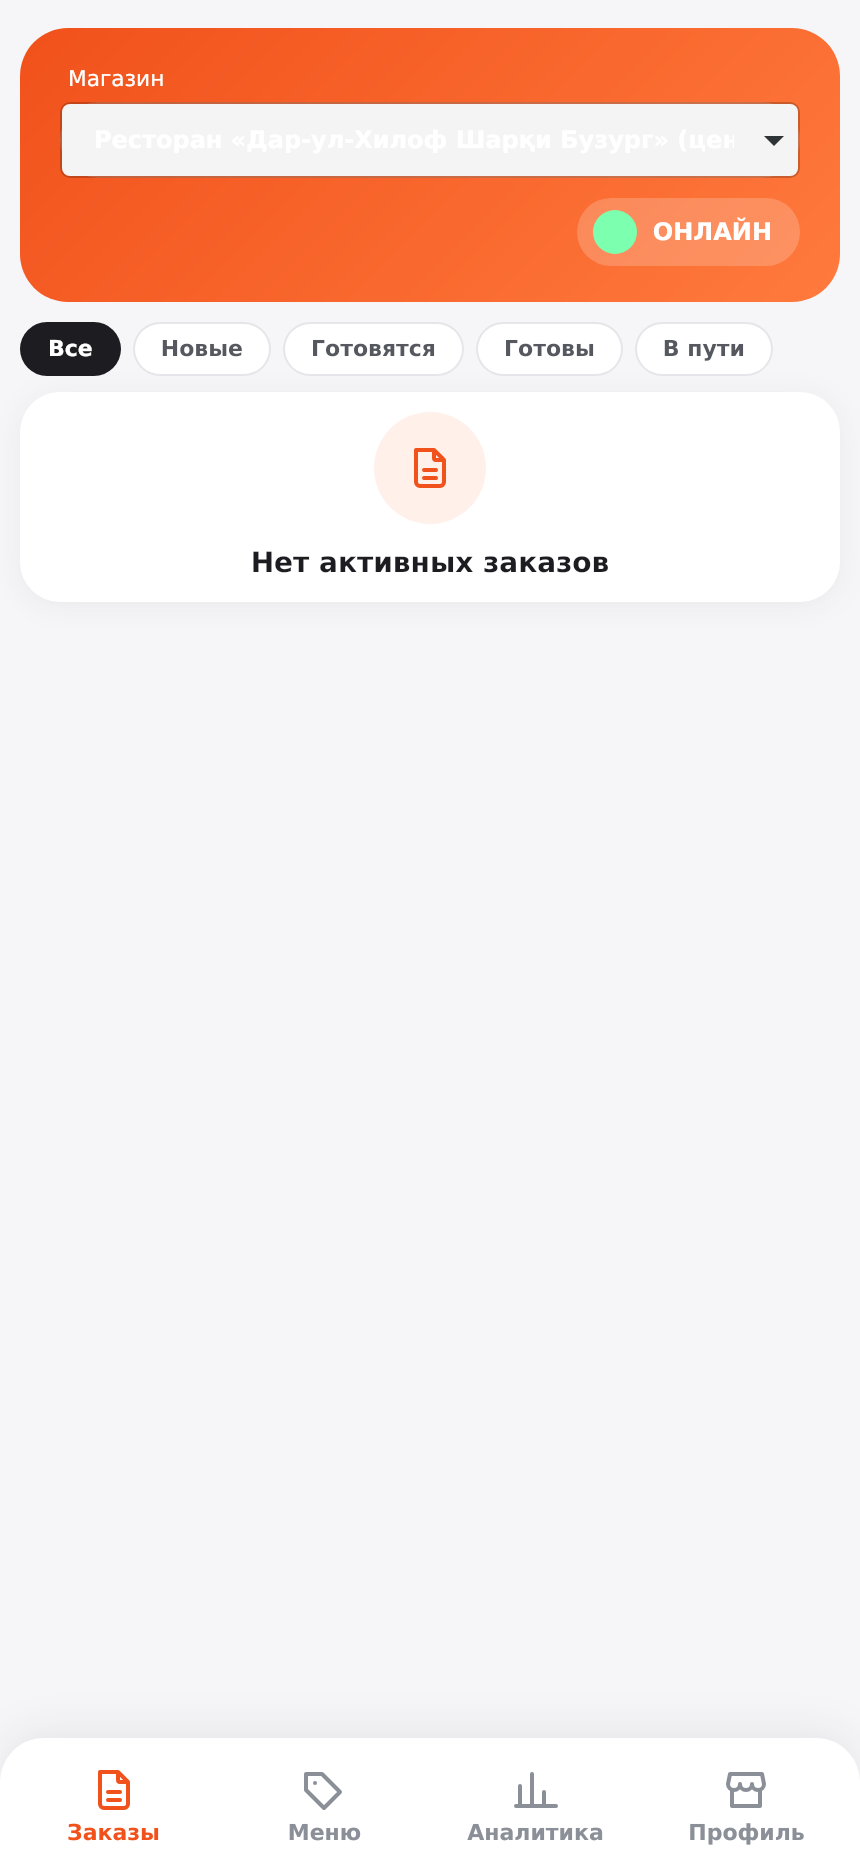 Магазин
Ресторан «Дар-ул-Хилоф Шарқи Бузург» (цен
ОНЛАЙН
Все Новые Готовятся Готовы В пути
Нет активных заказов
Заказы Меню Аналитика Профиль